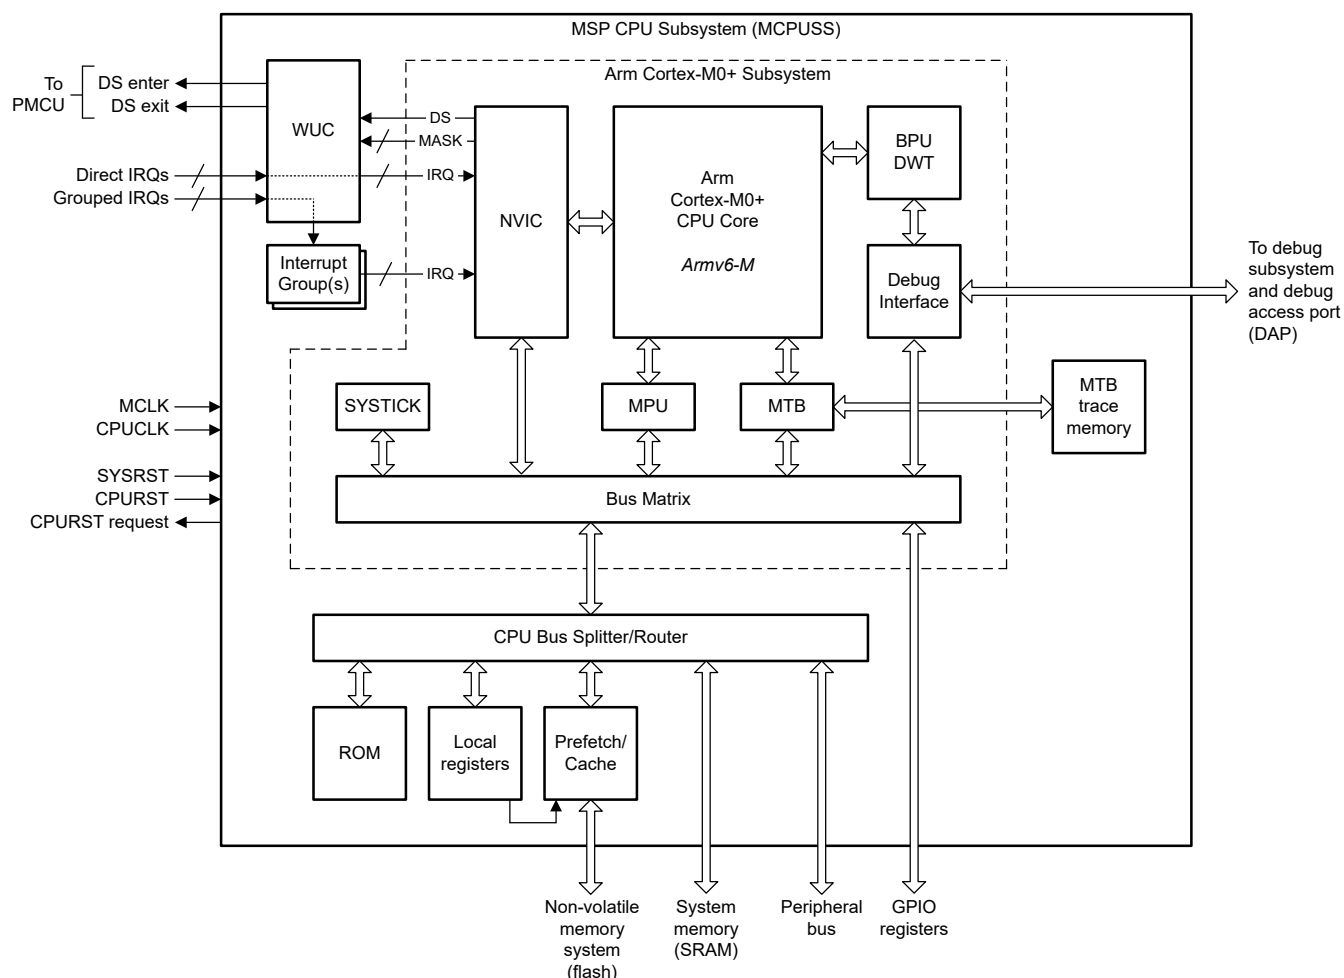 MSP CPU Subsystem (MCPUSS)
Arm Cortex-M0+ Subsystem
To
PMCU
DS enter
DS exit
WUC
DS
MASK
IRQ
Direct IRQs
Grouped IRQs
Interrupt
Group(s)
IRQ
NVIC
Arm
Cortex-M0+
CPU Core
Armv6-M
BPU
DWT
Debug
Interface
To debug
subsystem
and debug
access port
(DAP)
SYSTICK
MPU
MTB
MTB
trace
memory
MCLK
CPUCLK
SYSRST
CPURST
CPURST request
Bus Matrix
CPU Bus Splitter/Router
ROM
Local
registers
Prefetch/
Cache
Non-volatile
memory
system
(flash)
System
memory
(SRAM)
Peripheral
bus
GPIO
registers